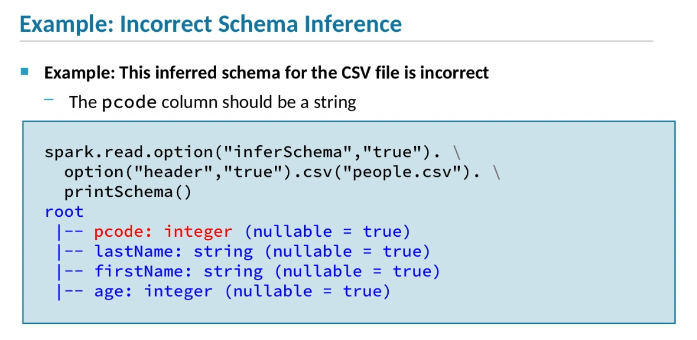 Example: Incorrect Schema Inference
Example: This inferred schema for the CSV file is incorrect
– The pcode column should be a string
spark.read.option("inferSchema","true"). \
option("header","true").csv("people.csv"). \
printSchema()
root
|-- pcode: integer (nullable = true)
|-- lastName: string (nullable = true)
|-- firstName: string (nullable = true)
|-- age: integer (nullable = true)